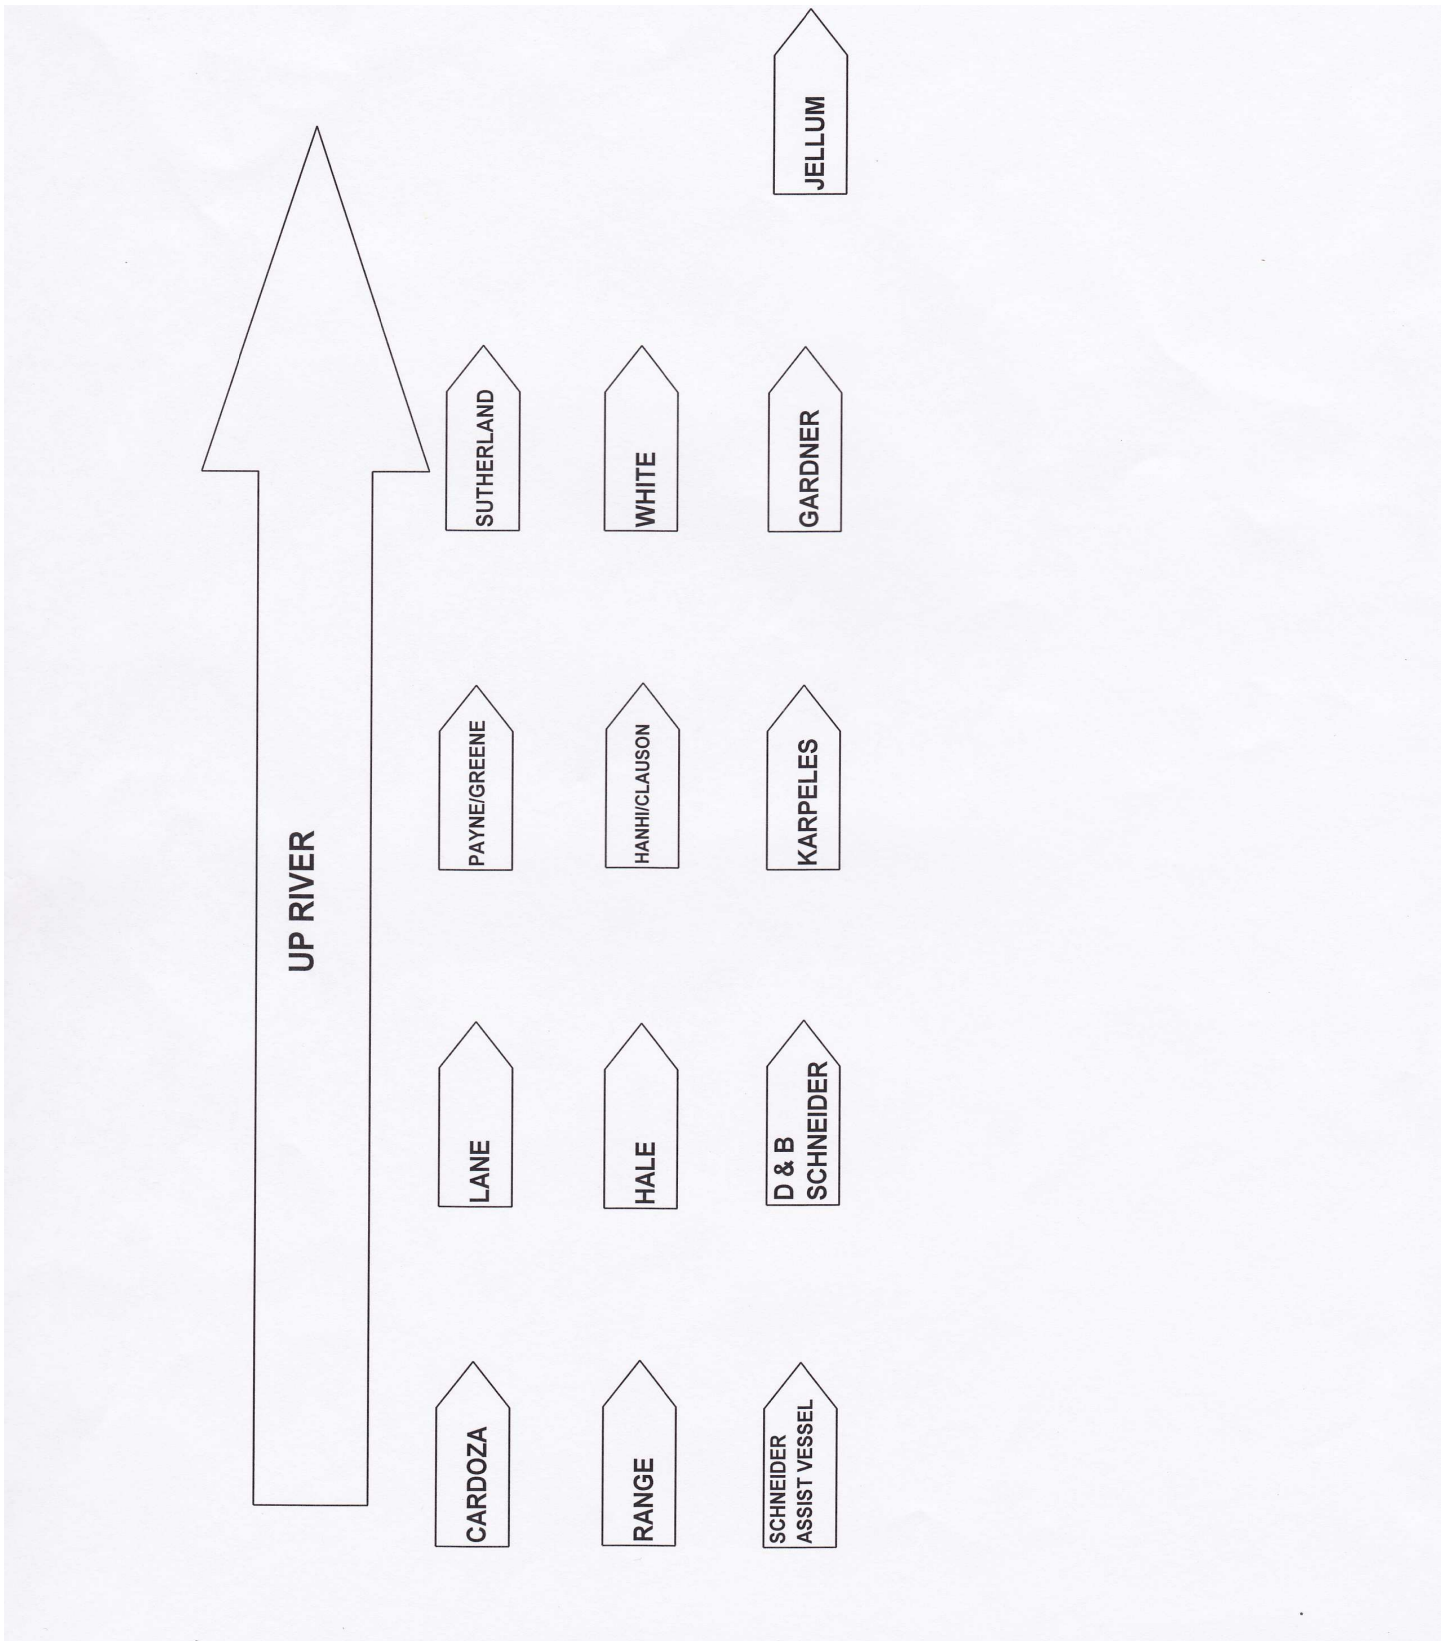 JELLUM
UP RIVER
SUTHERLAND
WHITE
GARDNER
PAYNE/GREENE
HANHI/CLAUSON
KARPELES
LANE
HALE
D & B
SCHNEIDER
CARDOZA
RANGE
SCHNEIDER
ASSIST VESSEL